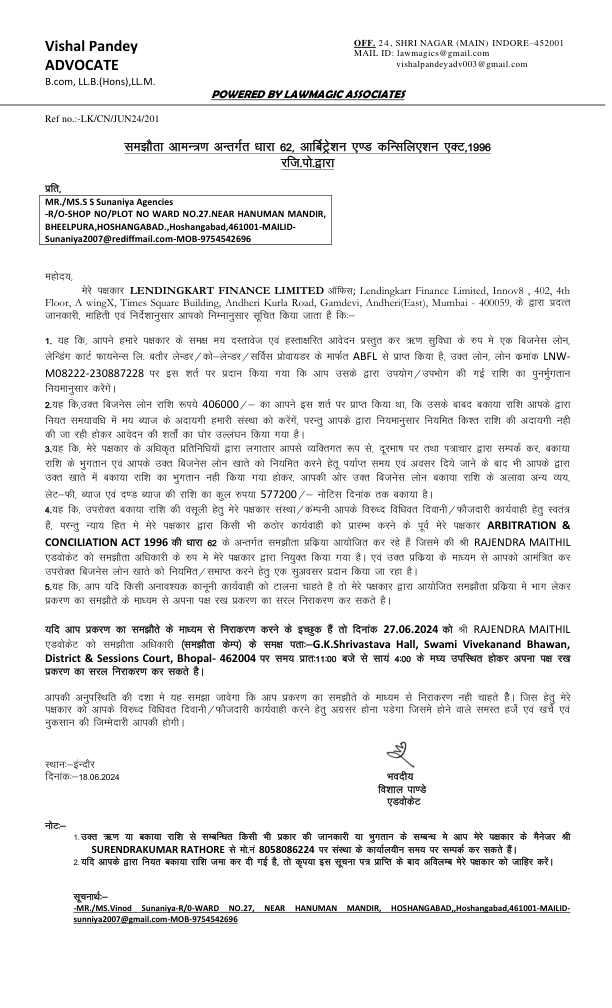 Vishal Pandey
ADVOCATE
B.com, LL.B.(Hons),LL.M.
OFF. 24, SHRI NAGAR (MAIN) INDORE–452001
MAIL ID: lawmagics@gmail.com
vishalpandeyadv003@gmail.com
POWERED BY LAWMAGIC ASSOCIATES
Ref no.:-LK/CN/JUN24/201
समझौता आमन्त्रण अन्तर्गत धारा 62, आर्बिट्रेशन एण्ड कन्सिलिएशन एक्ट,1996
रजि.पो.द्वारा
प्रति,
MR./MS.S S Sunaniya Agencies
-R/O-SHOP NO/PLOT NO WARD NO.27.NEAR HANUMAN MANDIR,
BHEELPURA,HOSHANGABAD.,Hoshangabad,461001-MAILID-
Sunaniya2007@rediffmail.com-MOB-9754542696
महोदय,
मेरे पक्षकार LENDINGKART FINANCE LIMITED ऑफिस; Lendingkart Finance Limited, Innov8 , 402, 4th
Floor, A wingX, Times Square Building, Andheri Kurla Road, Gamdevi, Andheri(East), Mumbai - 400059, के द्वारा प्रदत्त
जानकारी, माहिती एवं निर्देशानुसार आपको निम्नानुसार सूचित किया जाता हैं कि:–
1. यह कि, आपने हमारे पक्षकार के समक्ष मय दस्तावेज एवं हस्ताक्षरित आवेदन प्रस्तुत कर ऋण सुविधा के रुप मे एक बिजनेस लोन,
लेन्डिंग कार्ट फायनेन्स लि. बतौर लेन्डर/को–लेन्डर/सर्विस प्रोवायडर के मार्फत ABFL से प्राप्त किया है, उक्त लोन, लोन क्रमांक LNW-
M08222-230887228 पर इस शर्त पर प्रदान किया गया कि आप उसके द्वारा उपयोग/उपभोग की गई राशि का पुनर्भुगतान
नियमानुसार करेंगें।
2.यह कि,उक्त बिजनेस लोन राशि रूपये 406000/– का आपने इस शर्त पर प्राप्त किया था, कि उसके बाबद बकाया राशि आपके द्वारा
नियत समयावधि में मय ब्याज के अदायगी हमारी संस्था को करेंगें, परन्तु आपके द्वारा नियमानुसार नियमित किश्त राशि की अदायगी नही
की जा रही होकर आवेदन की शर्तो का घोर उल्लंघन किया गया है।
3.यह कि, मेरे पक्षकार के अधिकृत प्रतिनिधियों द्वारा लगातार आपसे व्यक्तिगत रूप से, दूरभाष पर तथा पत्राचार द्वारा सम्पर्क कर, बकाया
राशि के भुगतान एवं आपके उक्त बिजनेस लोन खाते को नियमित करने हेतू पर्याप्त समय एवं अवसर दिये जाने के बाद भी आपके द्वारा
उक्त खाते में बकाया राशि का भुगतान नही किया गया होकर, आपकी ओर उक्त बिजनेस लोन बकाया राशि के अलावा अन्य व्यय,
लेट–फी, ब्याज एवं दण्ड ब्याज की राशि का कुल रुपया 577200/– नोटिस दिनांक तक बकाया है।
4.यह कि, उपरोक्त बकाया राशि की वसूली हेतु मेरे पक्षकार संस्था/कंम्पनी आपके विरुध्द विधिवत दिवानी/फौजदारी कार्यवाही हेतु स्वतंत्र
हैं, परन्तु न्याय हित मे मेरे पक्षकार द्वारा किसी भी कठोर कार्यवाही को प्रारम्भ करने के पूर्व मेरे पक्षकार ARBITRATION &
CONCILIATION ACT 1996 की धारा 62 के अन्तर्गत समझौता प्रक्रिया आयोजित कर रहे हैं जिसमे की श्री RAJENDRA MAITHIL
एडवोकेट को समझौता अधिकारी के रुप मे मेरे पक्षकार द्वारा नियुक्त किया गया है। एवं उक्त प्रक्रिया के माध्यम से आपको आमंत्रित कर
उपरोक्त बिजनेस लोन खाते को नियमित/समाप्त करने हेतु एक सुअवसर प्रदान किया जा रहा है।
5.यह कि, आप यदि किसी अनावश्यक कानूनी कार्यवाही को टालना चाहते है तो मेरे पक्षकार द्वारा आयोजित समझौता प्रक्रिया मे भाग लेकर
प्रकरण का समझौते के माध्यम से अपना पक्ष रख प्रकरण का सरल निराकरण कर सकते है।
यदि आप प्रकरण का समझौते के माध्यम से निराकरण करने के इच्छुक हैं तो दिनांक 27.06.2024 को श्री RAJENDRA MAITHIL
एडवोकेट को समझौता अधिकारी (समझौता केम्प) के समक्ष पताः–G.K.Shrivastava Hall, Swami Vivekanand Bhawan,
District & Sessions Court, Bhopal- 462004 पर समय प्रातः11:00 बजे से सायं 4:00 के मघ्य उपस्थित होकर अपना पक्ष रख
प्रकरण का सरल निराकरण कर सकते है।
आपकी अनुपस्थिति की दशा मे यह समझा जावेगा कि आप प्रकरण का समझौते के माध्यम से निराकरण नही चाहते हैै। जिस हेतु मेरे
पक्षकार को आपके विरुध्द विधिवत दिवानी/फौजदारी कार्यवाही करने हेतु अग्रसर होना पडेगा जिसमे होने वाले समस्त हर्जे एवं खर्चे एवं
नुकसान की जिम्मेदारी आपकी होगी।
स्थानः–इंन्दौर
दिनांकः–18.06.2024
भवदीय
विशाल पाण्डे
एडवोकेट
नोटः–
1.उक्त ऋण या बकाया राशि से सम्बन्धित किसी भी प्रकार की जानकारी या भुगतान के सम्बन्ध मे आप मेरे पक्षकार के मैनेजर श्री
SURENDRAKUMAR RATHORE से मो.नं 8058086224 पर संस्था के कार्यालयीन समय पर सम्पर्क कर सकते हैं।
2.यदि आपके द्वारा नियत बकाया राशि जमा कर दी गई है, तो कृपया इस सूचना पत्र प्राप्ति के बाद अविलम्ब मेरे पक्षकार को जाहिर करें।
सूचनार्थः–
-MR./MS.Vinod Sunaniya-R/0-WARD NO.27, NEAR HANUMAN MANDIR, HOSHANGABAD,,Hoshangabad,461001-MAILID-
sunniya2007@gmail.com-MOB-9754542696